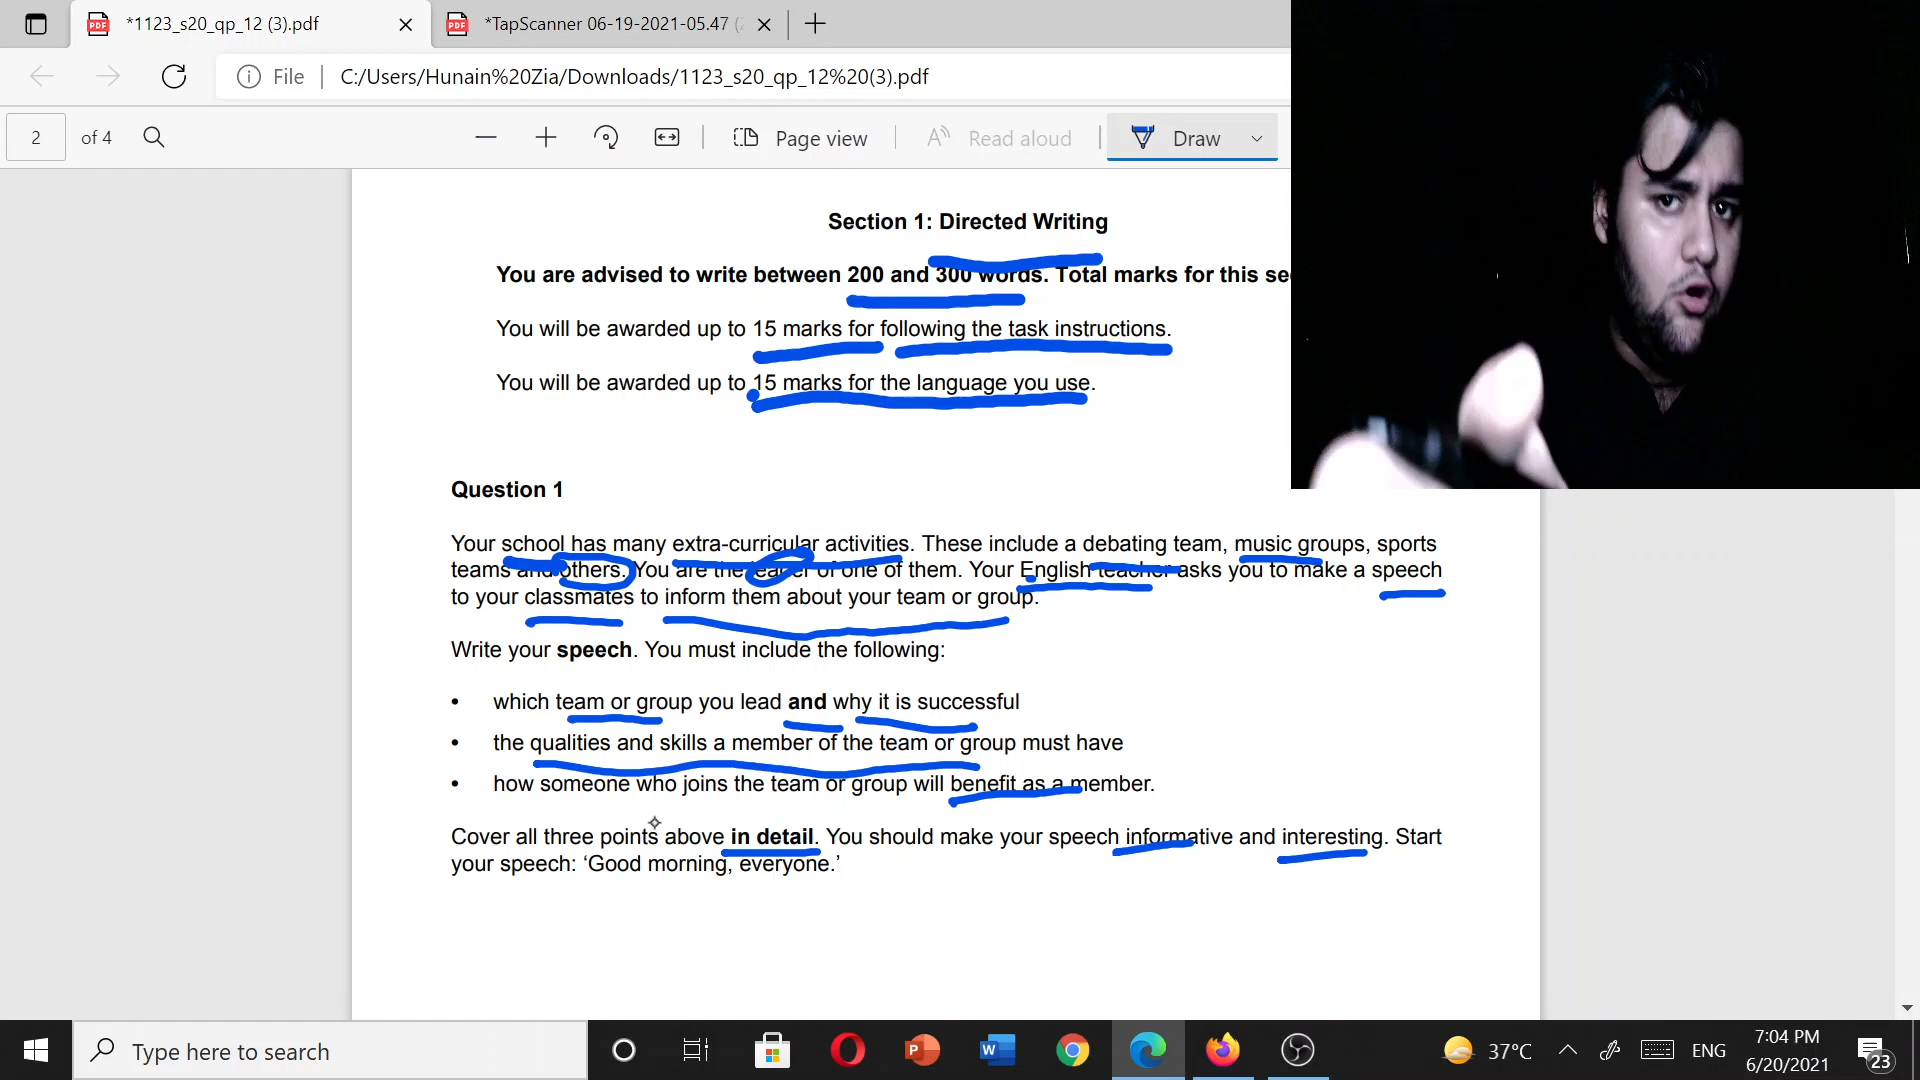 *1123_s20_qp_12 (3).pdf
*TapScanner 06-19-2021-05.47 (
File
C:/Users/Hunain%20Zia/Downloads/1123_s20_qp_12%20(3).pdf
2 of 4
Page view
Read aloud
Draw
Section 1: Directed Writing
You are advised to write between 200 and 300 words. Total marks for this se
You will be awarded up to 15 marks for following the task instructions.
You will be awarded up to 15 marks for the language you use.
Question 1
Your school has many extra-curricular activities. These include a debating team, music groups, sports
teams and others. You are the leader of one of them. Your English teacher asks you to make a speech
to your classmates to inform them about your team or group.
Write your speech. You must include the following:
• which team or group you lead and why it is successful
• the qualities and skills a member of the team or group must have
• how someone who joins the team or group will benefit as a member.
Cover all three points above in detail. You should make your speech informative and interesting. Start
your speech: ‘Good morning, everyone.’
Type here to search
37°C
ENG
7:04 PM
6/20/2021
23